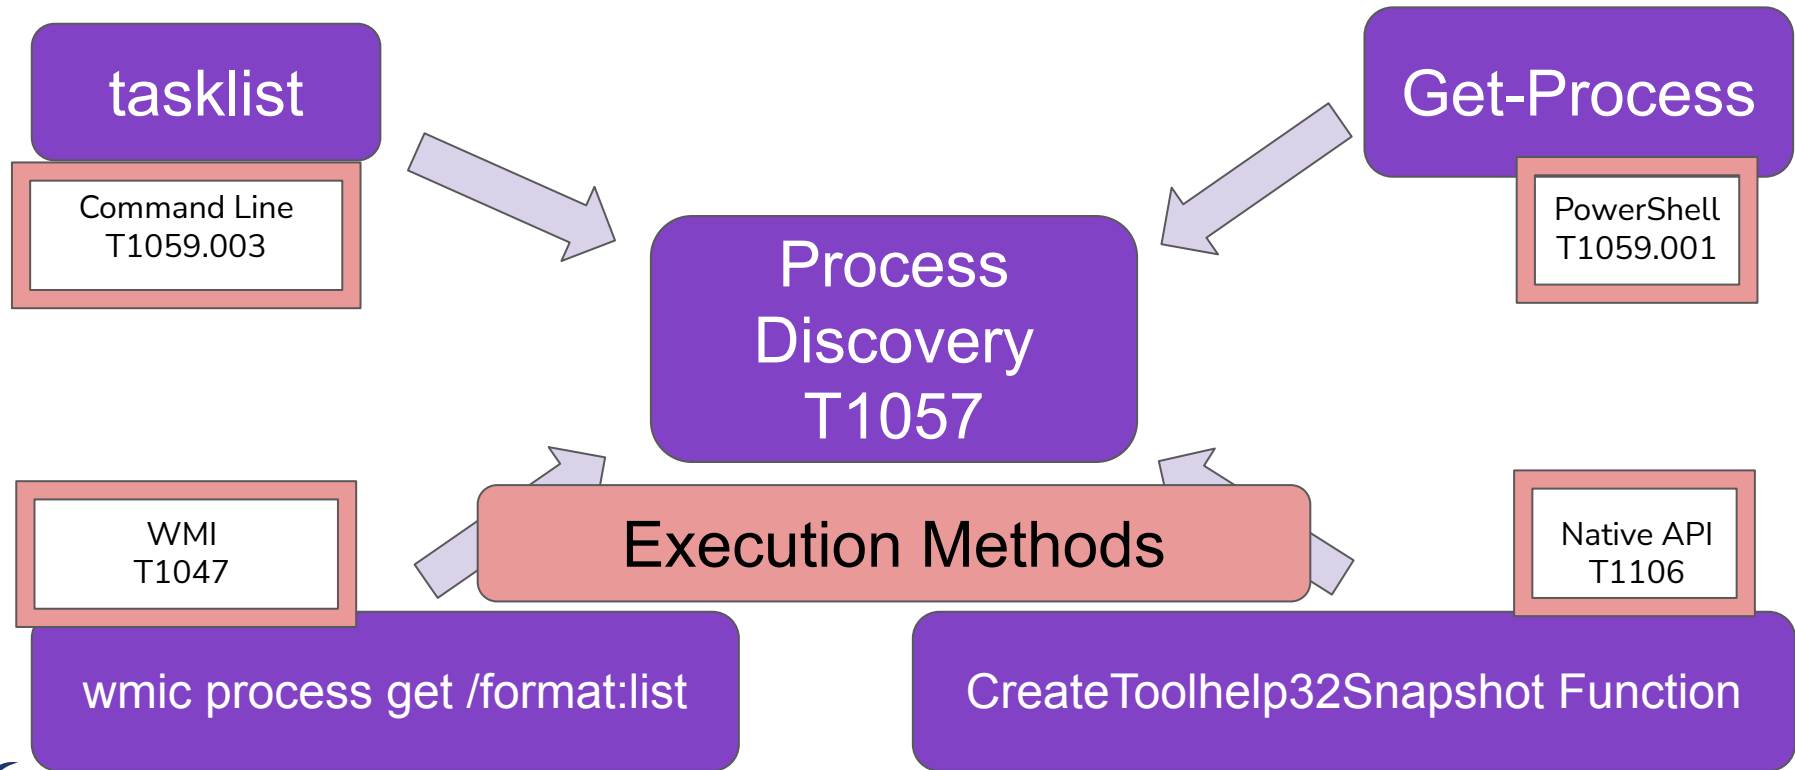 tasklist
Command Line
T1059.003
Get-Process
PowerShell
T1059.001
Process
Discovery
T1057
Execution Methods
WMI
T1047
wmic process get /format:list
Native API
T1106
CreateToolhelp32Snapshot Function